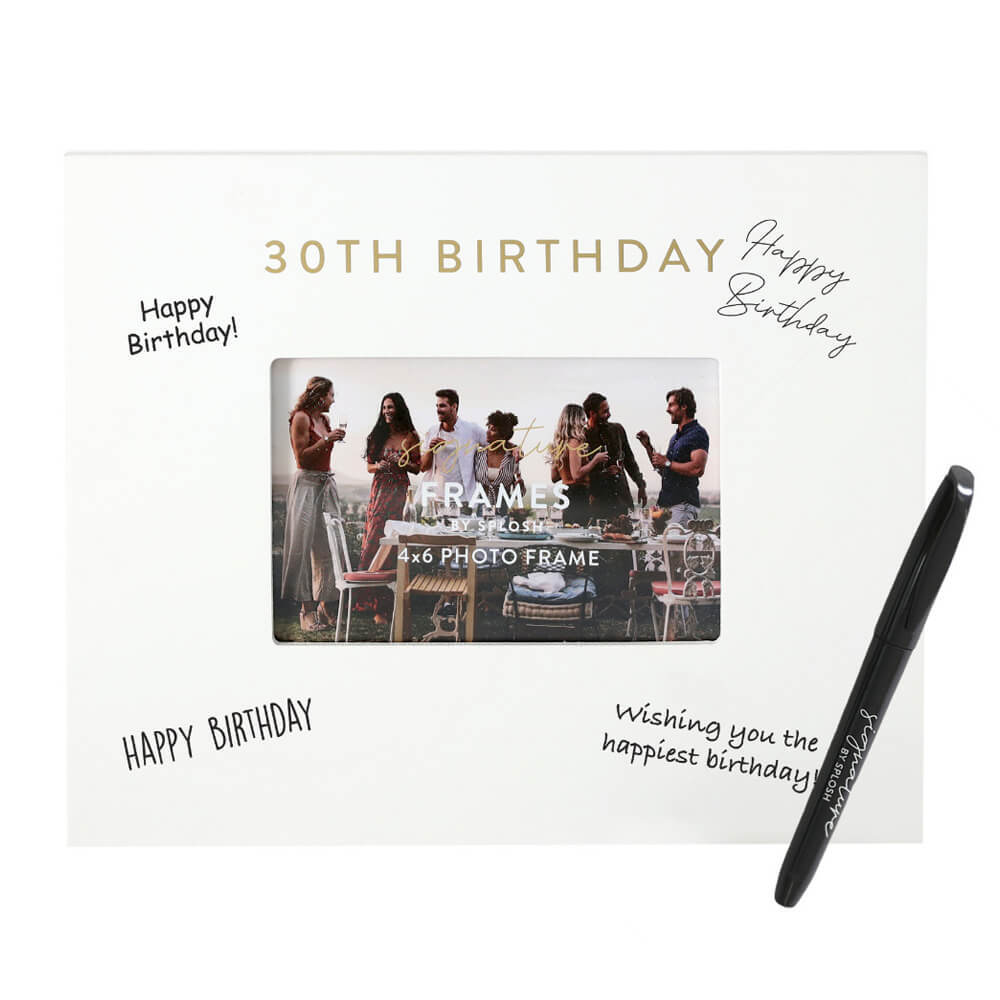 30TH BIRTHDAY
Happy
Birthday
Happy
Birthday!
signature
FRAMES
BY SPLOSH
4x6 PHOTO FRAME
HAPPY BIRTHDAY
Wishing you the
happiest birthday!
signature
BY SPLOSH